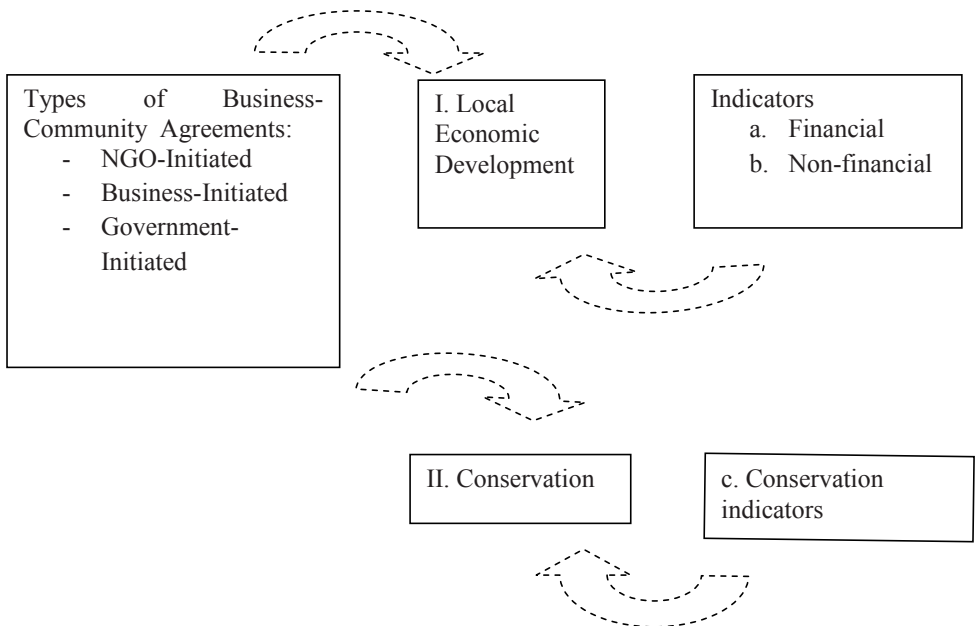 Types of Business-
Community Agreements:
- NGO-Initiated
- Business-Initiated
- Government-
Initiated
I. Local
Economic
Development
Indicators
a. Financial
b. Non-financial
II. Conservation
c. Conservation
indicators